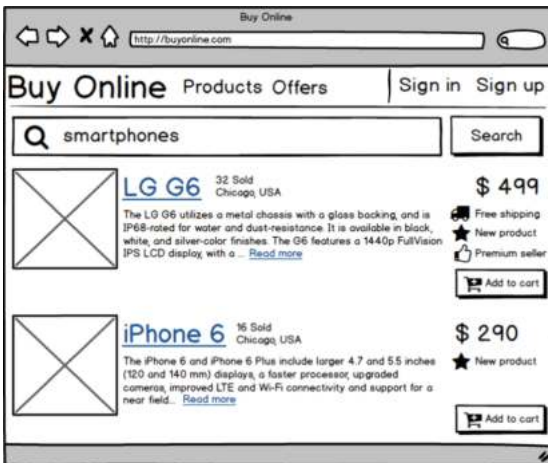 Buy Online
http://buyonline.com
Buy Online Products Offers Sign in Sign up
smartphones Search
LG G6 32 Sold
Chicago, USA
$ 499
The LG G6 utilizes a metal chassis with a glass backing, and is
IP68-rated for water and dust-resistance. It is available in black,
white, and silver-color finishes. The G6 features a 1440p FullVision
IPS LCD display, with a ... Read more
Free shipping
New product
Premium seller
Add to cart
iPhone 6 16 Sold
Chicago, USA
$ 290
The iPhone 6 and iPhone 6 Plus include larger 4.7 and 5.5 inches
(120 and 140 mm) displays, a faster processor, upgraded
cameras, improved LTE and Wi-Fi connectivity and support for a
near field... Read more
New product
Add to cart